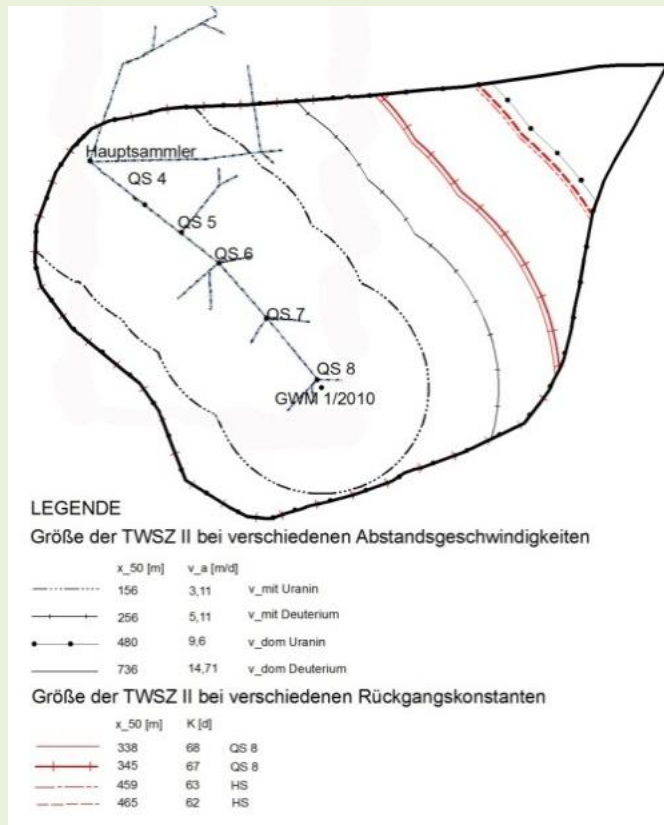 Hauptsammler
QS 4
QS 5
QS 6
QS 7
QS 8
GWM 1/2010
LEGENDE
Größe der TWSZ II bei verschiedenen Abstandsgeschwindigkeiten
x_50 [m] v_a [m/d]
156 3,11 v_mit Uranin
256 5,11 v_mit Deuterium
480 9,6 v_dom Uranin
736 14,71 v_dom Deuterium
Größe der TWSZ II bei verschiedenen Rückgangskonstanten
x_50 [m] K [d]
338 68 QS 8
345 67 QS 8
459 63 HS
465 62 HS